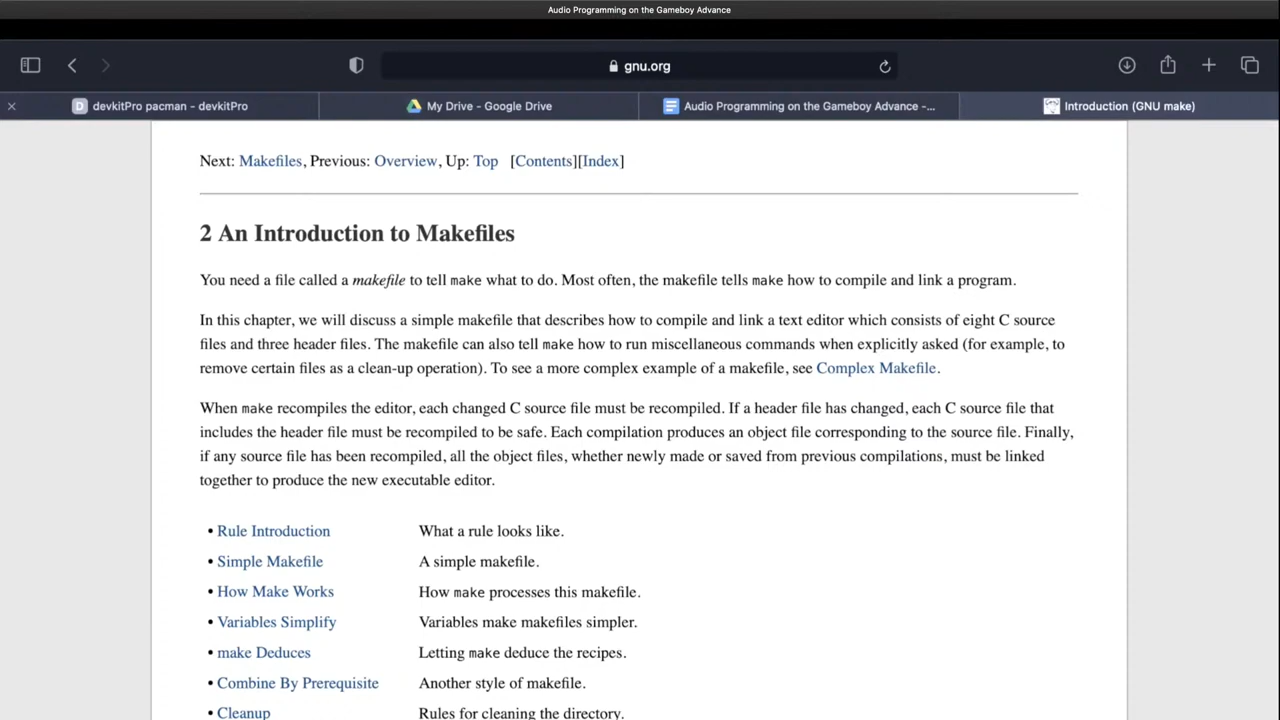 Audio Programming on the Gameboy Advance
gnu.org
devkitPro pacman - devkitPro
My Drive - Google Drive
Audio Programming on the Gameboy Advance -...
Introduction (GNU make)
Next: Makefiles, Previous: Overview, Up: Top [Contents][Index]
2 An Introduction to Makefiles
You need a file called a makefile to tell make what to do. Most often, the makefile tells make how to compile and link a program.
In this chapter, we will discuss a simple makefile that describes how to compile and link a text editor which consists of eight C source
files and three header files. The makefile can also tell make how to run miscellaneous commands when explicitly asked (for example, to
remove certain files as a clean-up operation). To see a more complex example of a makefile, see Complex Makefile.
When make recompiles the editor, each changed C source file must be recompiled. If a header file has changed, each C source file that
includes the header file must be recompiled to be safe. Each compilation produces an object file corresponding to the source file. Finally,
if any source file has been recompiled, all the object files, whether newly made or saved from previous compilations, must be linked
together to produce the new executable editor.
• Rule Introduction What a rule looks like.
• Simple Makefile A simple makefile.
• How Make Works How make processes this makefile.
• Variables Simplify Variables make makefiles simpler.
• make Deduces Letting make deduce the recipes.
• Combine By Prerequisite Another style of makefile.
• Cleanup Rules for cleaning the directory.